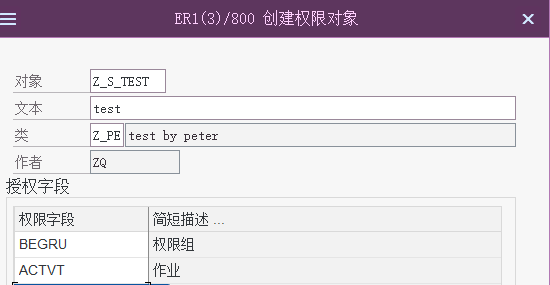 ER1(3)/800 创建权限对象
对象 Z_S_TEST
文本 test
类 Z_PE test by peter
作者 ZQ
授权字段
权限字段 简短描述 ...
BEGRU 权限组
ACTVT 作业